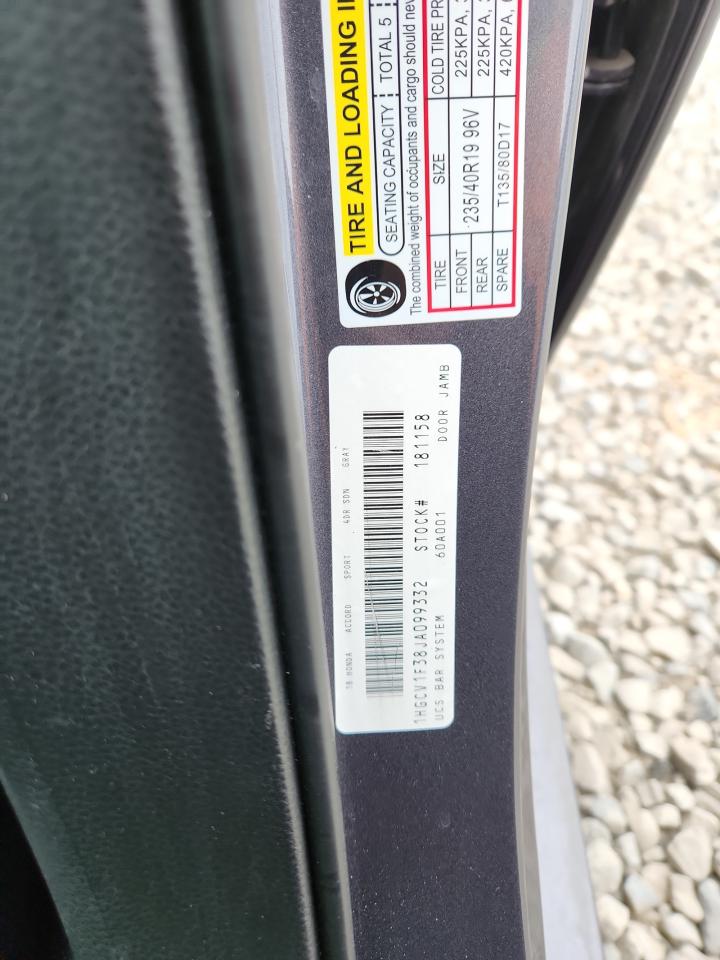 TIRE AND LOADING I
SEATING CAPACITY TOTAL 5
The combined weight of occupants and cargo should nev
TIRE SIZE COLD TIRE PR
FRONT 235/40R19 96V 225KPA,
REAR 225KPA,
SPARE T135/80D17 420KPA,
18 HONDA ACCORD SPORT 4DR SDN GRAY
1HGCV1F38JA099332 STOCK# 181158
UCS BAR SYSTEM 60A001 DOOR JAMB